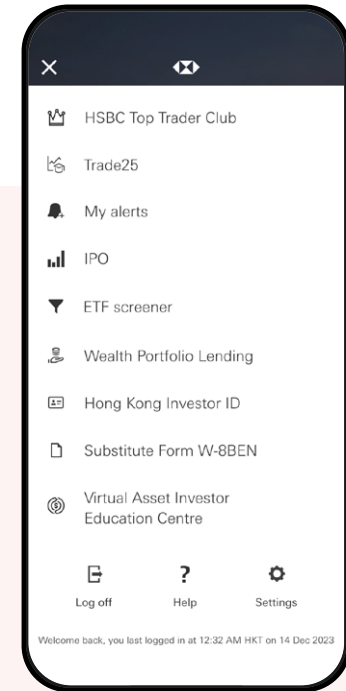 HSBC Top Trader Club
Trade25
My alerts
IPO
ETF screener
Wealth Portfolio Lending
Hong Kong Investor ID
Substitute Form W-8BEN
Virtual Asset Investor
Education Centre
Log off
Help
Settings
Welcome back, you last logged in at 12:32 AM HKT on 14 Dec 2023